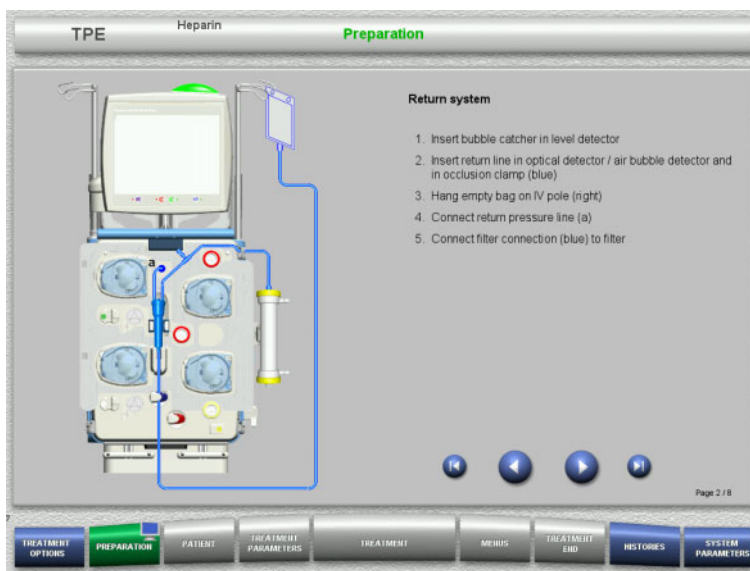 TPE
Heparin
Preparation
Return system
1. Insert bubble catcher in level detector
2. Insert return line in optical detector / air bubble detector and
in occlusion clamp (blue)
3. Hang empty bag on IV pole (right)
4. Connect return pressure line (a)
5. Connect filter connection (blue) to filter
a
Page 2 / 8
7
TREATMENT
OPTIONS
PREPARATION
PATIENT
TREATMENT
PARAMETERS
TREATMENT
MENUS
TREATMENT
END
HISTORIES
SYSTEM
PARAMETERS